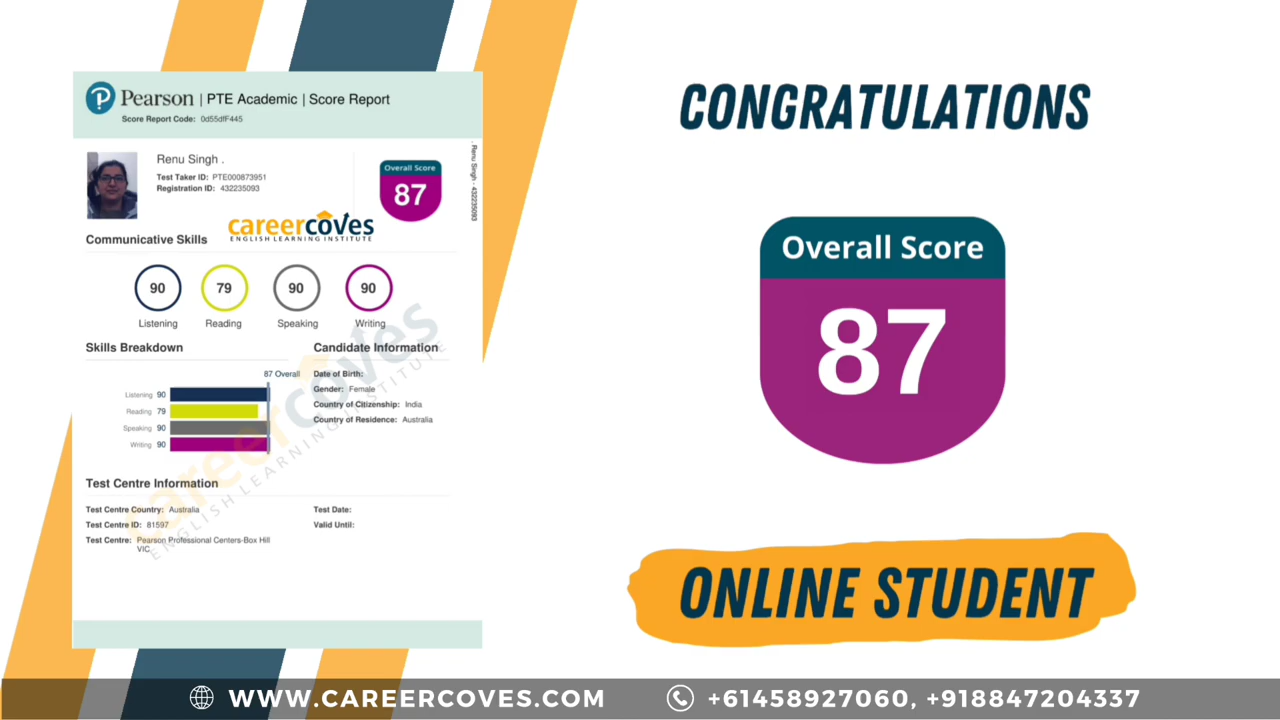 Pearson | PTE Academic | Score Report
Score Report Code: 0d55dfF445
Renu Singh .
Test Taker ID: PTE000873951
Registration ID: 432235093
Overall Score
87
. Renu Singh - 432235093
careercoves
ENGLISH LEARNING INSTITUTE
Communicative Skills
90 79 90 90
Listening Reading Speaking Writing
Skills Breakdown
87 Overall
Listening 90
Reading 79
Speaking 90
Writing 90
Candidate Information
Date of Birth:
Gender: Female
Country of Citizenship: India
Country of Residence: Australia
careercoves
ENGLISH LEARNING INSTITUTE
Test Centre Information
Test Centre Country: Australia
Test Centre ID: 81597
Test Centre: Pearson Professional Centers-Box Hill
VIC
Test Date:
Valid Until:
CONGRATULATIONS
Overall Score
87
ONLINE STUDENT
WWW.CAREERCOVES.COM
+61458927060, +918847204337